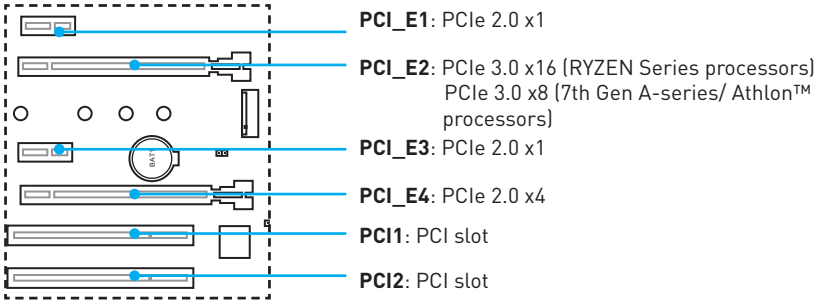 PCI_E1: PCIe 2.0 x1
PCI_E2: PCIe 3.0 x16 (RYZEN Series processors)
PCIe 3.0 x8 (7th Gen A-series/ Athlon™
processors)
BAT1
PCI_E3: PCIe 2.0 x1
PCI_E4: PCIe 2.0 x4
PCI1: PCI slot
PCI2: PCI slot